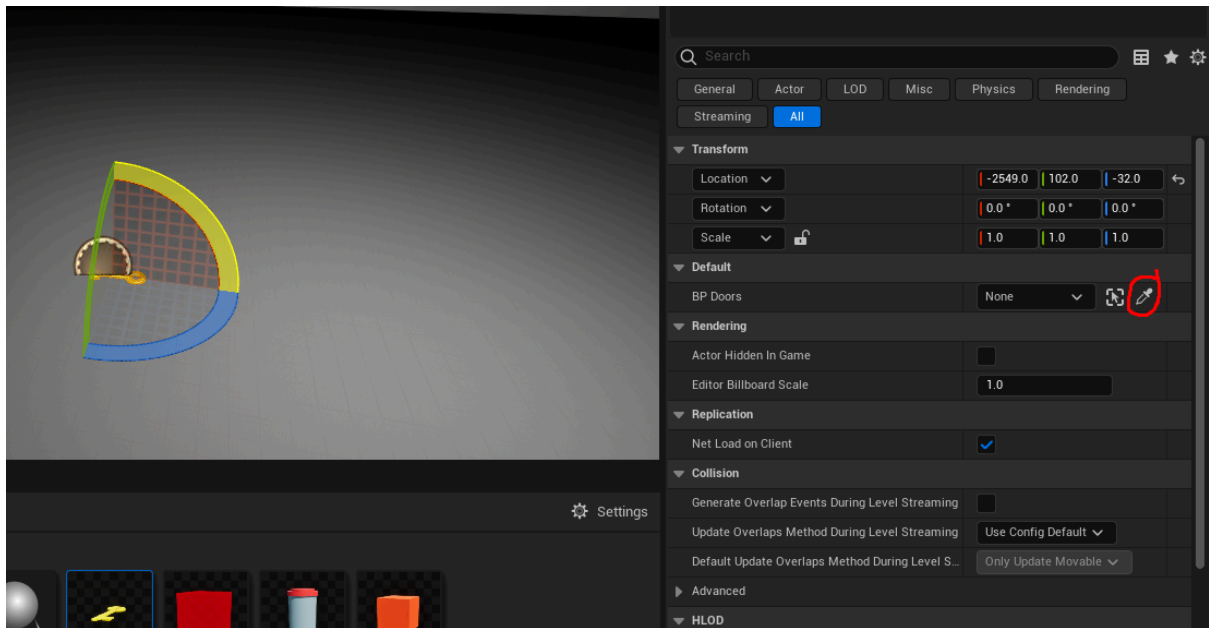 Search
General Actor LOD Misc Physics Rendering
Streaming All
Transform
Location -2549.0 102.0 -32.0
Rotation 0.0 ° 0.0 ° 0.0 °
Scale 1.0 1.0 1.0
Default
BP Doors None
Rendering
Actor Hidden In Game
Editor Billboard Scale 1.0
Replication
Net Load on Client
Collision
Generate Overlap Events During Level Streaming
Settings
Update Overlaps Method During Level Streaming Use Config Default
Default Update Overlaps Method During Level S... Only Update Movable
Advanced
HLOD